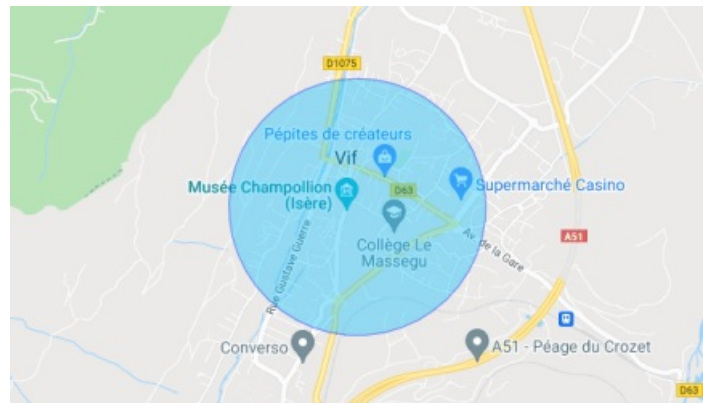 D1075
Pépites de créateurs
Vif
Musée Champollion
(Isère)
D63
Supermarché Casino
Collège Le
Massegu
Av. de la Gare
A51
Rue Gustave Guerre
Converso
A51 - Péage du Crozet
D63